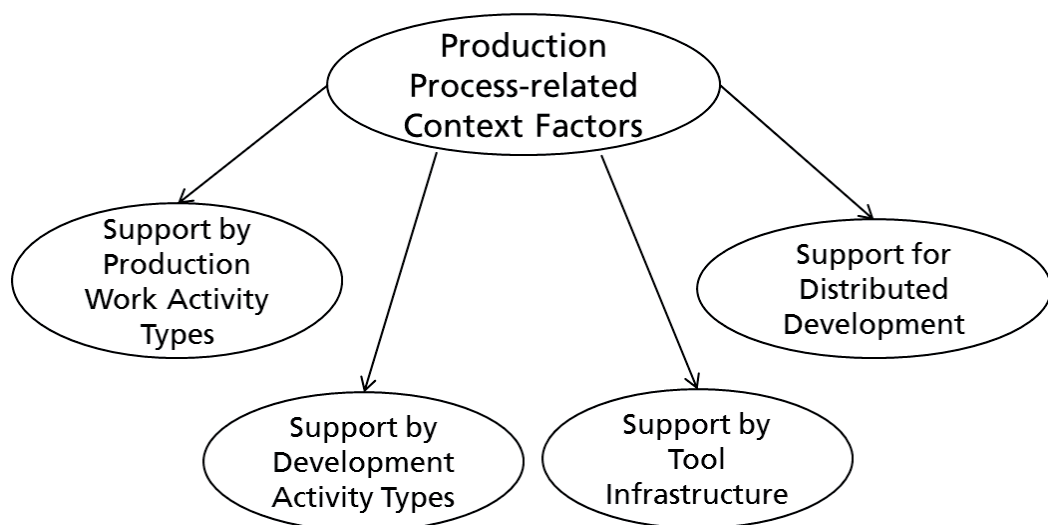 Production
Process-related
Context Factors
Support by
Production
Work Activity
Types
Support for
Distributed
Development
Support by
Development
Activity Types
Support by
Tool
Infrastructure